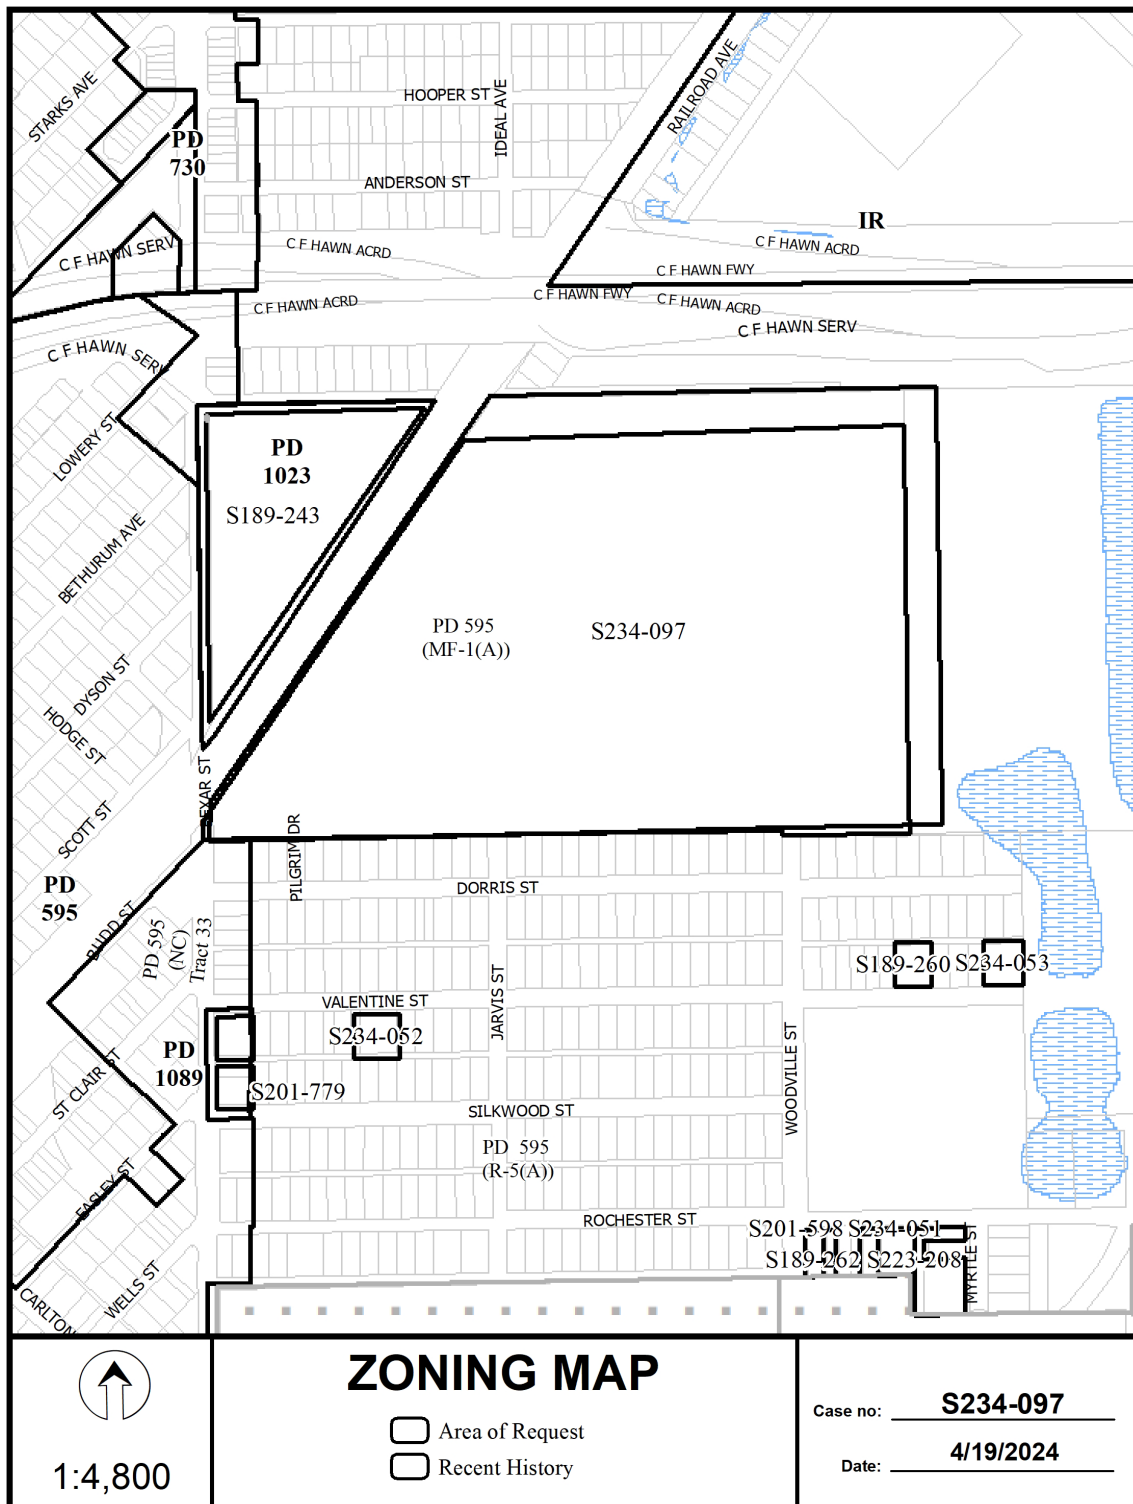 HOOPER ST
IDEAL AVE
RAILROAD AVE
STARKS AVE
PD
730
ANDERSON ST
IR
C F HAWN SERV
C F HAWN ACRD
C F HAWN ACRD
C F HAWN FWY
C F HAWN FWY
C F HAWN ACRD
C F HAWN ACRD
C F HAWN SERV
C F HAWN SERV
LOWERY ST
PD
1023
S189-243
BETHURUM AVE
PD 595
(MF-1(A))
S234-097
DYSON ST
HODGE ST
BEXAR ST
SCOTT ST
PILGRIM DR
PD
595
DORRIS ST
BUDD ST
PD 595
(NC)
Tract 33
S189-260
S234-053
VALENTINE ST
JARVIS ST
S234-052
WOODVILLE ST
PD
1089
ST CLAIR ST
S201-779
SILKWOOD ST
PD 595
(R-5(A))
EASLEY ST
ROCHESTER ST
S201-598
S234-051
S189-262
S223-208
MYRTLE ST
WELLS ST
CARLTON
1:4,800
ZONING MAP
Area of Request
Recent History
Case no: S234-097
Date: 4/19/2024